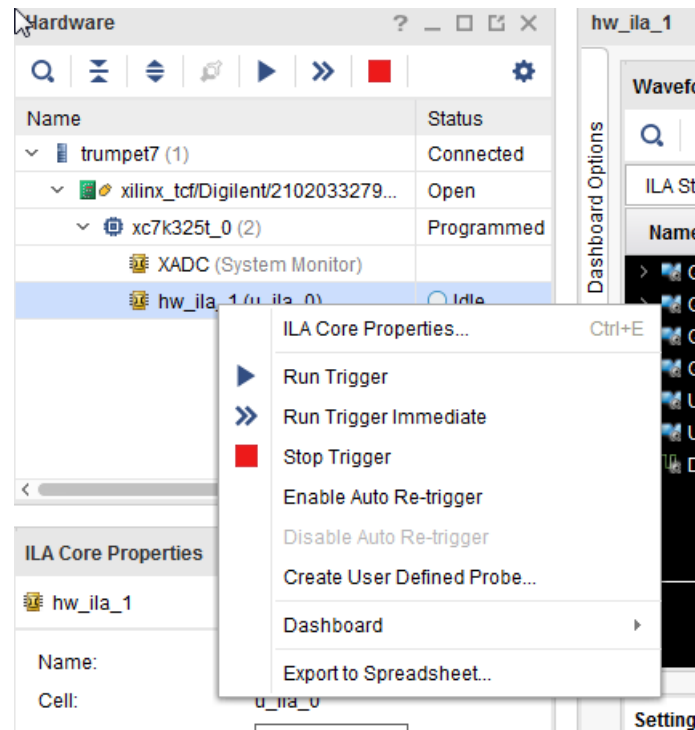 Hardware
Name Status
trumpet7 (1) Connected
xilinx_tcf/Digilent/2102033279... Open
xc7k325t_0 (2) Programmed
XADC (System Monitor)
hw_ila_1 (u_ila_0) Idle
ILA Core Properties... Ctrl+E
Run Trigger
Run Trigger Immediate
Stop Trigger
Enable Auto Re-trigger
Disable Auto Re-trigger
Create User Defined Probe...
Dashboard
Export to Spreadsheet...
ILA Core Properties
hw_ila_1
Name:
Cell: u_ila_0
hw_ila_1
Dashboard Options
Wavefo
ILA St
Name
Setting